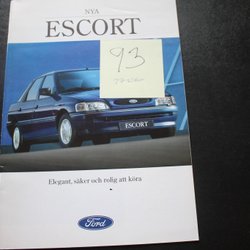 NYA
ESCORT
93
ESCORT
Elegant, säker och rolig att köra
Ford